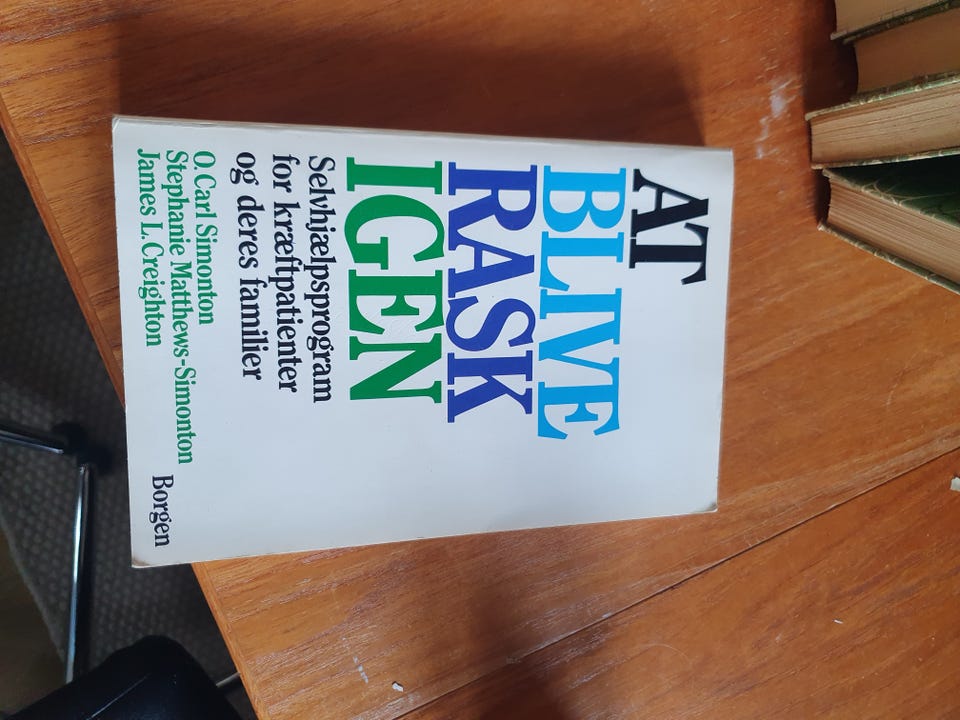 AT
BLIVE
RASK
IGEN
Selvhjælpsprogram
for kræftpatienter
og deres familier
O. Carl Simonton
Stephanie Matthews-Simonton
James L. Creighton
Borgen